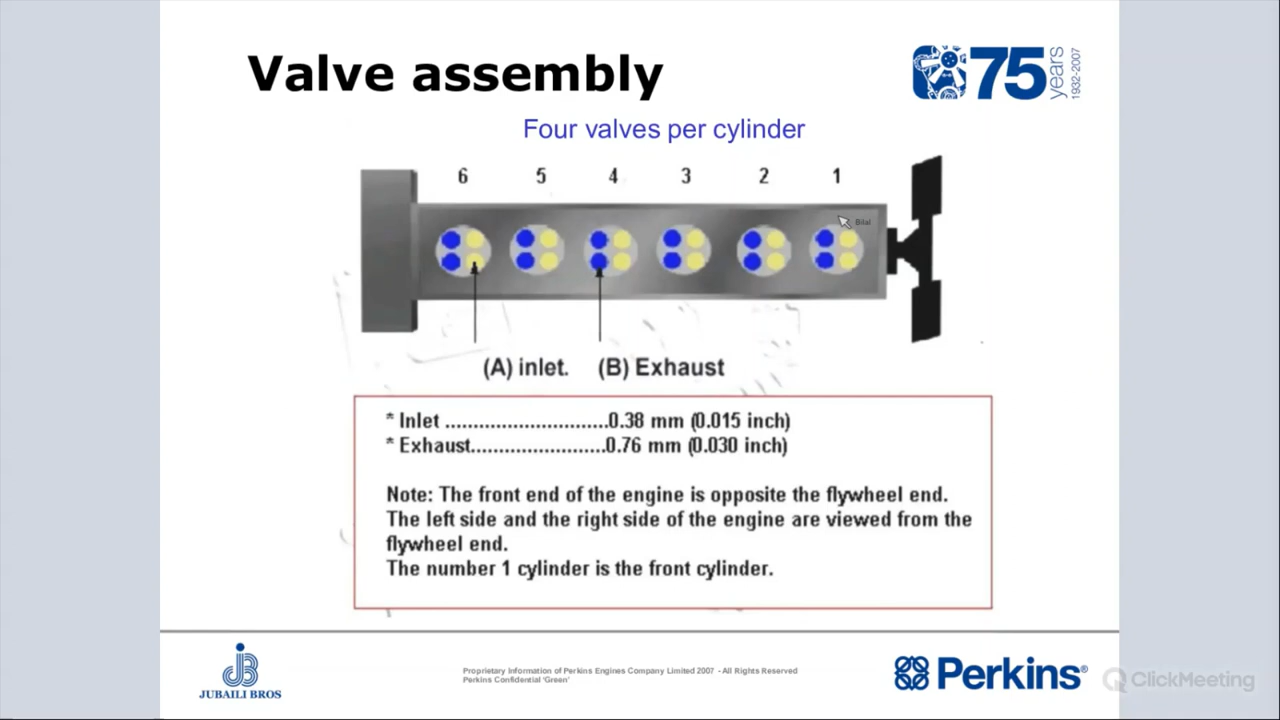 Valve assembly
75 years 1932-2007
Four valves per cylinder
6 5 4 3 2 1
Bilal
(A) inlet. (B) Exhaust
* Inlet .............................0.38 mm (0.015 inch)
* Exhaust........................0.76 mm (0.030 inch)
Note: The front end of the engine is opposite the flywheel end.
The left side and the right side of the engine are viewed from the
flywheel end.
The number 1 cylinder is the front cylinder.
JUBAILI BROS
Proprietary Information of Perkins Engines Company Limited 2007 - All Rights Reserved
Perkins Confidential 'Green'
Perkins®
ClickMeeting